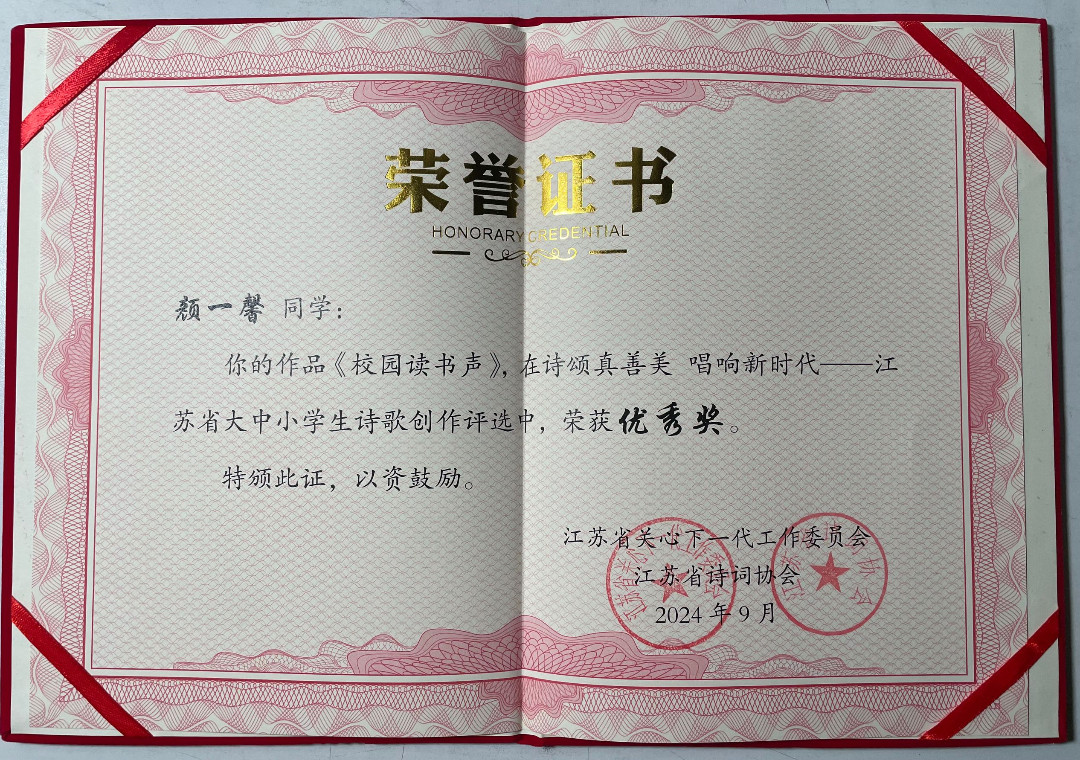 荣誉证书
HONORARY CREDENTIAL
颜一馨 同学：
你的作品《校园读书声》，在诗颂真善美 唱响新时代——江
苏省大中小学生诗歌创作评选中，荣获优秀奖。
特颁此证，以资鼓励。
江苏省关心下一代工作委员会
江苏省诗词协会
2024 年 9 月